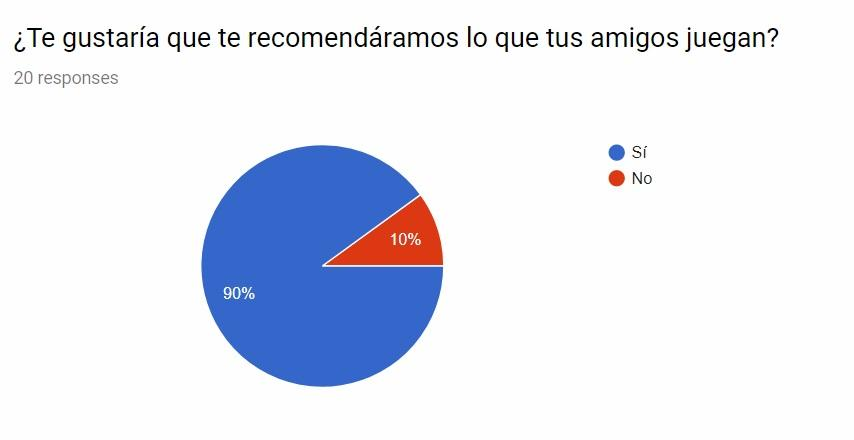 ¿Te gustaría que te recomendáramos lo que tus amigos juegan?
20 responses
Sí
No
10%
90%